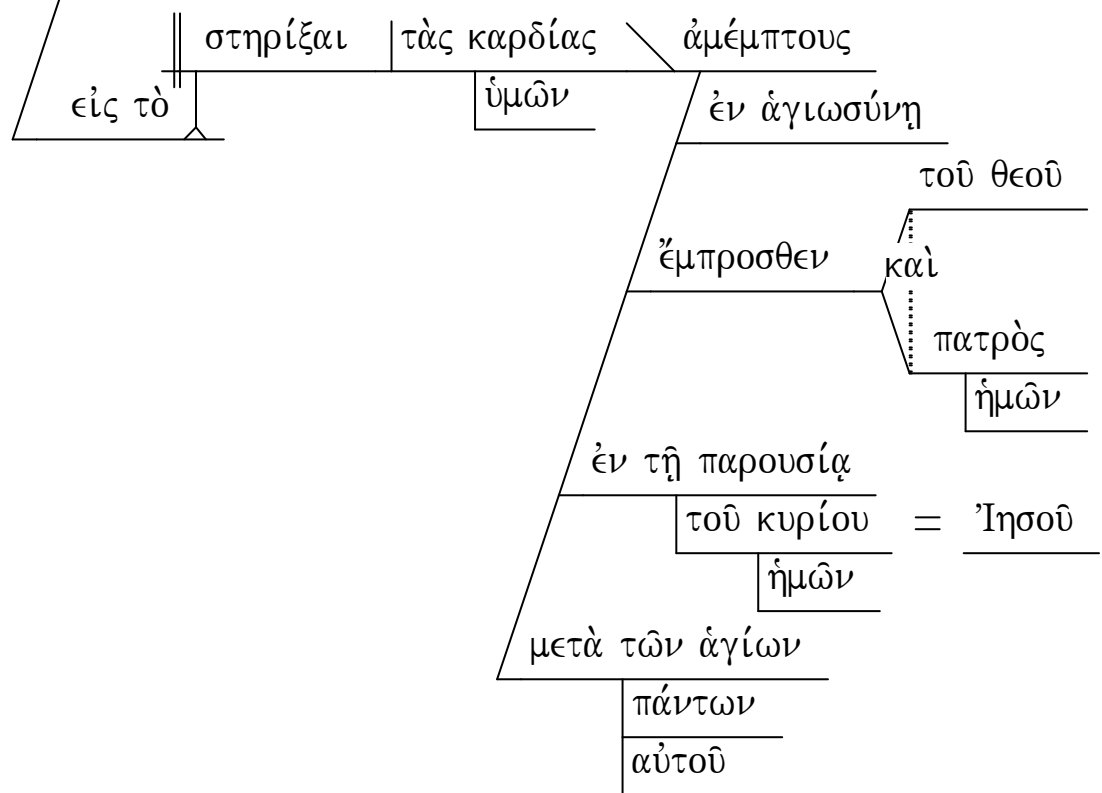 στηρίξαι τὰς καρδίας ἀμέμπτους
εἰς τὸ ὑμῶν ἐν ἁγιωσύνῃ
τοῦ θεοῦ
ἔμπροσθεν καὶ
πατρὸς
ἡμῶν
ἐν τῇ παρουσίᾳ
τοῦ κυρίου = Ἰησοῦ
ἡμῶν
μετὰ τῶν ἁγίων
πάντων
αὐτοῦ